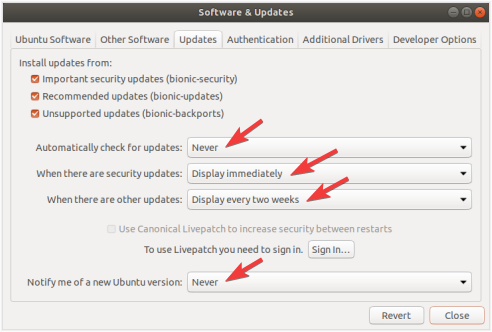 Software & Updates
Ubuntu Software Other Software Updates Authentication Additional Drivers Developer Options
Install updates from:
Important security updates (bionic-security)
Recommended updates (bionic-updates)
Unsupported updates (bionic-backports)
Automatically check for updates: Never
When there are security updates: Display immediately
When there are other updates: Display every two weeks
Use Canonical Livepatch to increase security between restarts
To use Livepatch you need to sign in. Sign In...
Notify me of a new Ubuntu version: Never
Revert Close